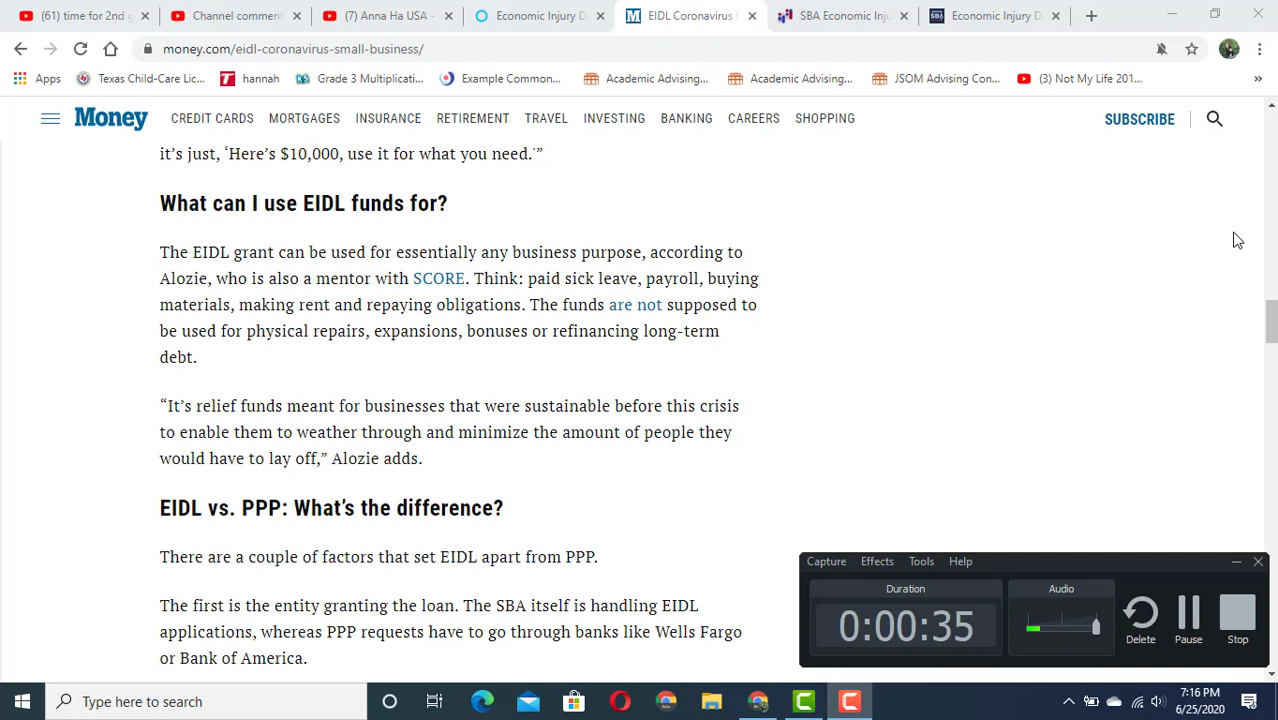 (61) time for 2nd g
Channel comment
(7) Anna Ha USA -
Economic Injury D
EIDL Coronavirus
SBA Economic Inju
Economic Injury D
money.com/eidl-coronavirus-small-business/
Apps
Texas Child-Care Lic...
hannah
Grade 3 Multiplicati...
Example Common...
Academic Advising...
Academic Advising...
JSOM Advising Con...
(3) Not My Life 201...
Money
CREDIT CARDS
MORTGAGES
INSURANCE
RETIREMENT
TRAVEL
INVESTING
BANKING
CAREERS
SHOPPING
SUBSCRIBE
it's just, ‘Here's $10,000, use it for what you need.'”
What can I use EIDL funds for?
The EIDL grant can be used for essentially any business purpose, according to
Alozie, who is also a mentor with SCORE. Think: paid sick leave, payroll, buying
materials, making rent and repaying obligations. The funds are not supposed to
be used for physical repairs, expansions, bonuses or refinancing long-term
debt.
“It's relief funds meant for businesses that were sustainable before this crisis
to enable them to weather through and minimize the amount of people they
would have to lay off,” Alozie adds.
EIDL vs. PPP: What's the difference?
There are a couple of factors that set EIDL apart from PPP.
The first is the entity granting the loan. The SBA itself is handling EIDL
applications, whereas PPP requests have to go through banks like Wells Fargo
or Bank of America.
Capture
Effects
Tools
Help
Duration
0:00:35
Audio
Delete
Pause
Stop
Type here to search
7:16 PM
6/25/2020